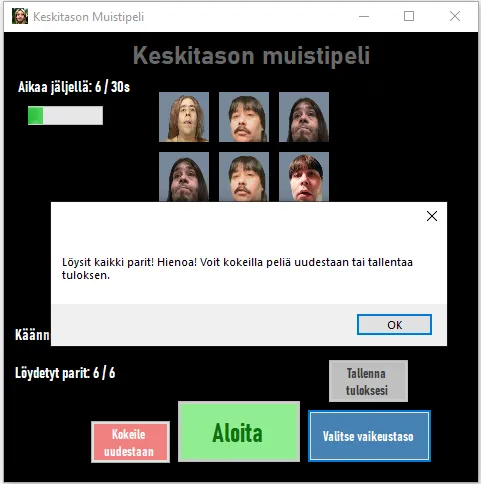 Keskitason Muistipeli
Keskitason muistipeli
Aikaa jäljellä: 6 / 30s
Löysit kaikki parit! Hienoa! Voit kokeilla peliä uudestaan tai tallentaa
tuloksen.
OK
Käänn
Löydetyt parit: 6 / 6
Tallenna
tuloksesi
Kokeile
uudestaan
Aloita
Valitse vaikeustaso